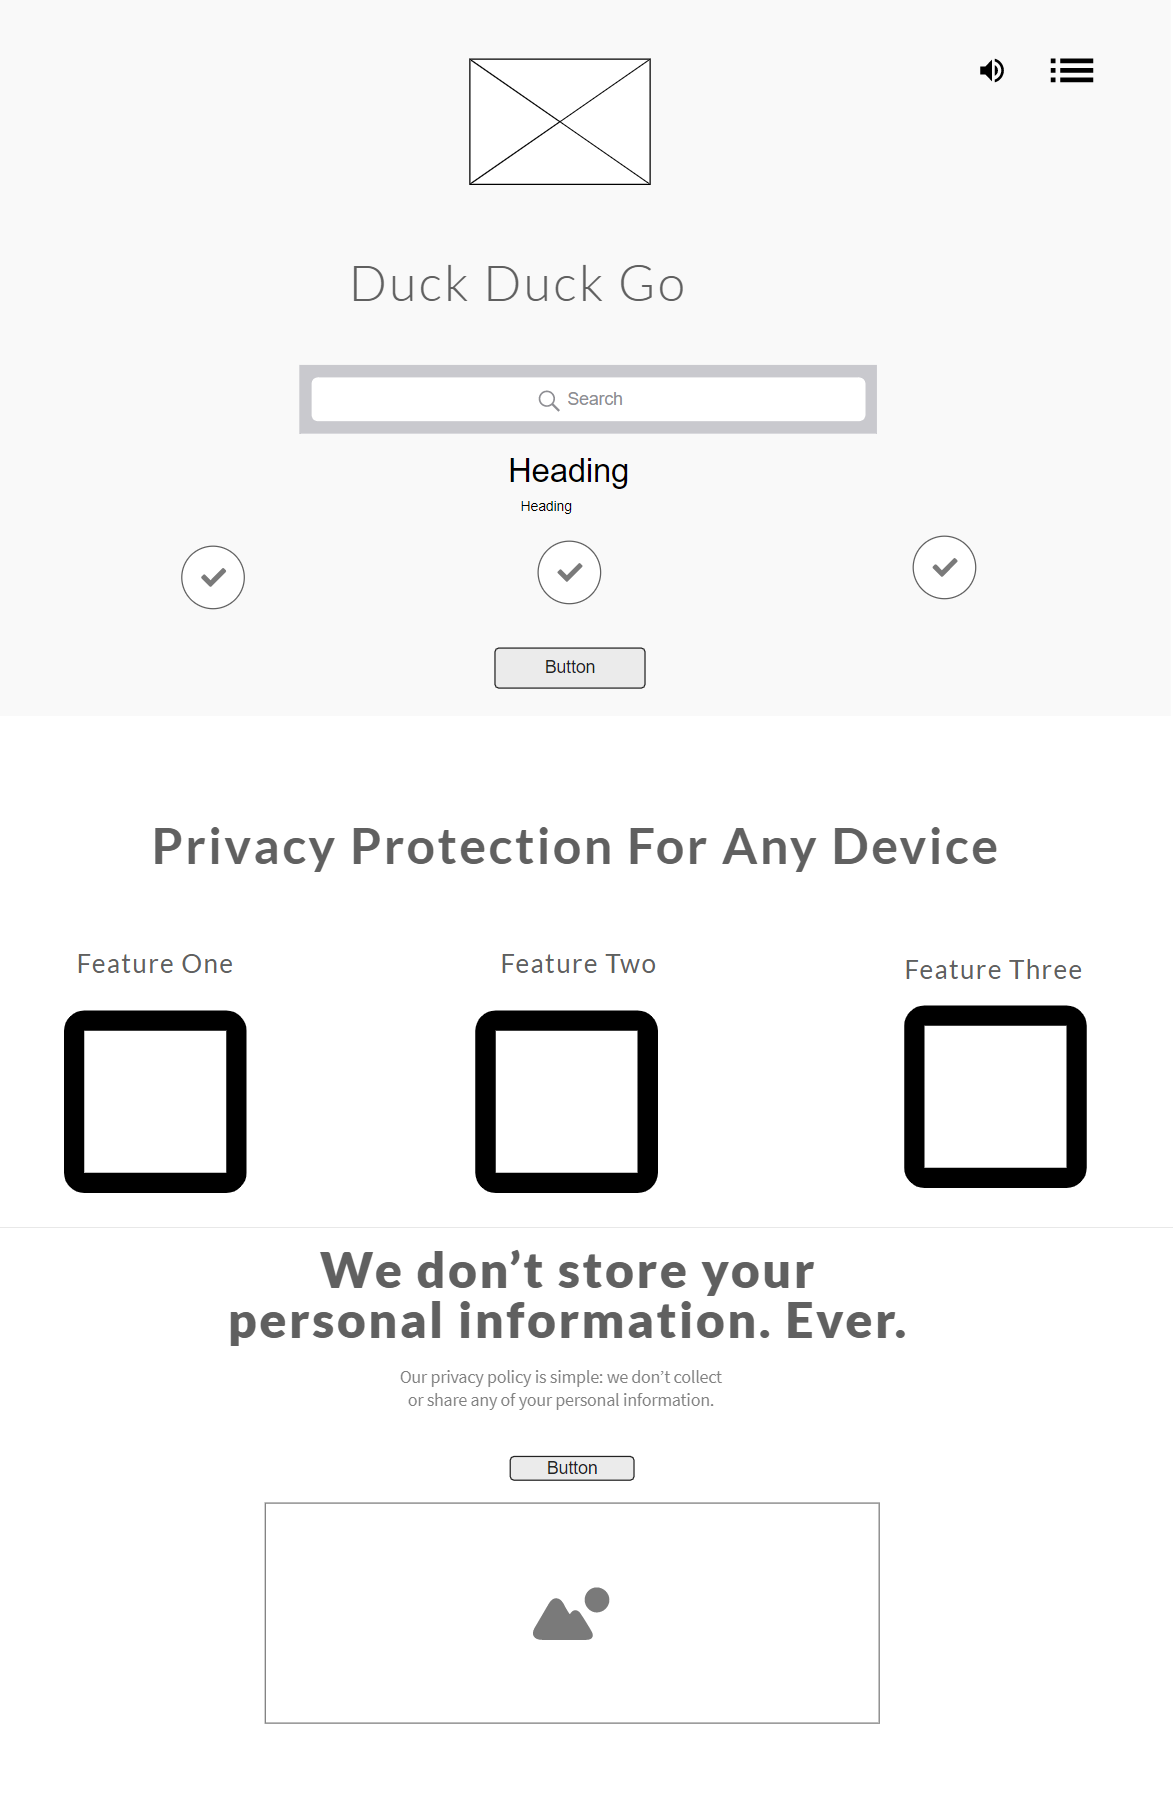 Duck Duck Go
Search
Heading
Heading
Button
Privacy Protection For Any Device
Feature One
Feature Two
Feature Three
We don’t store your
personal information. Ever.
Our privacy policy is simple: we don’t collect
or share any of your personal information.
Button